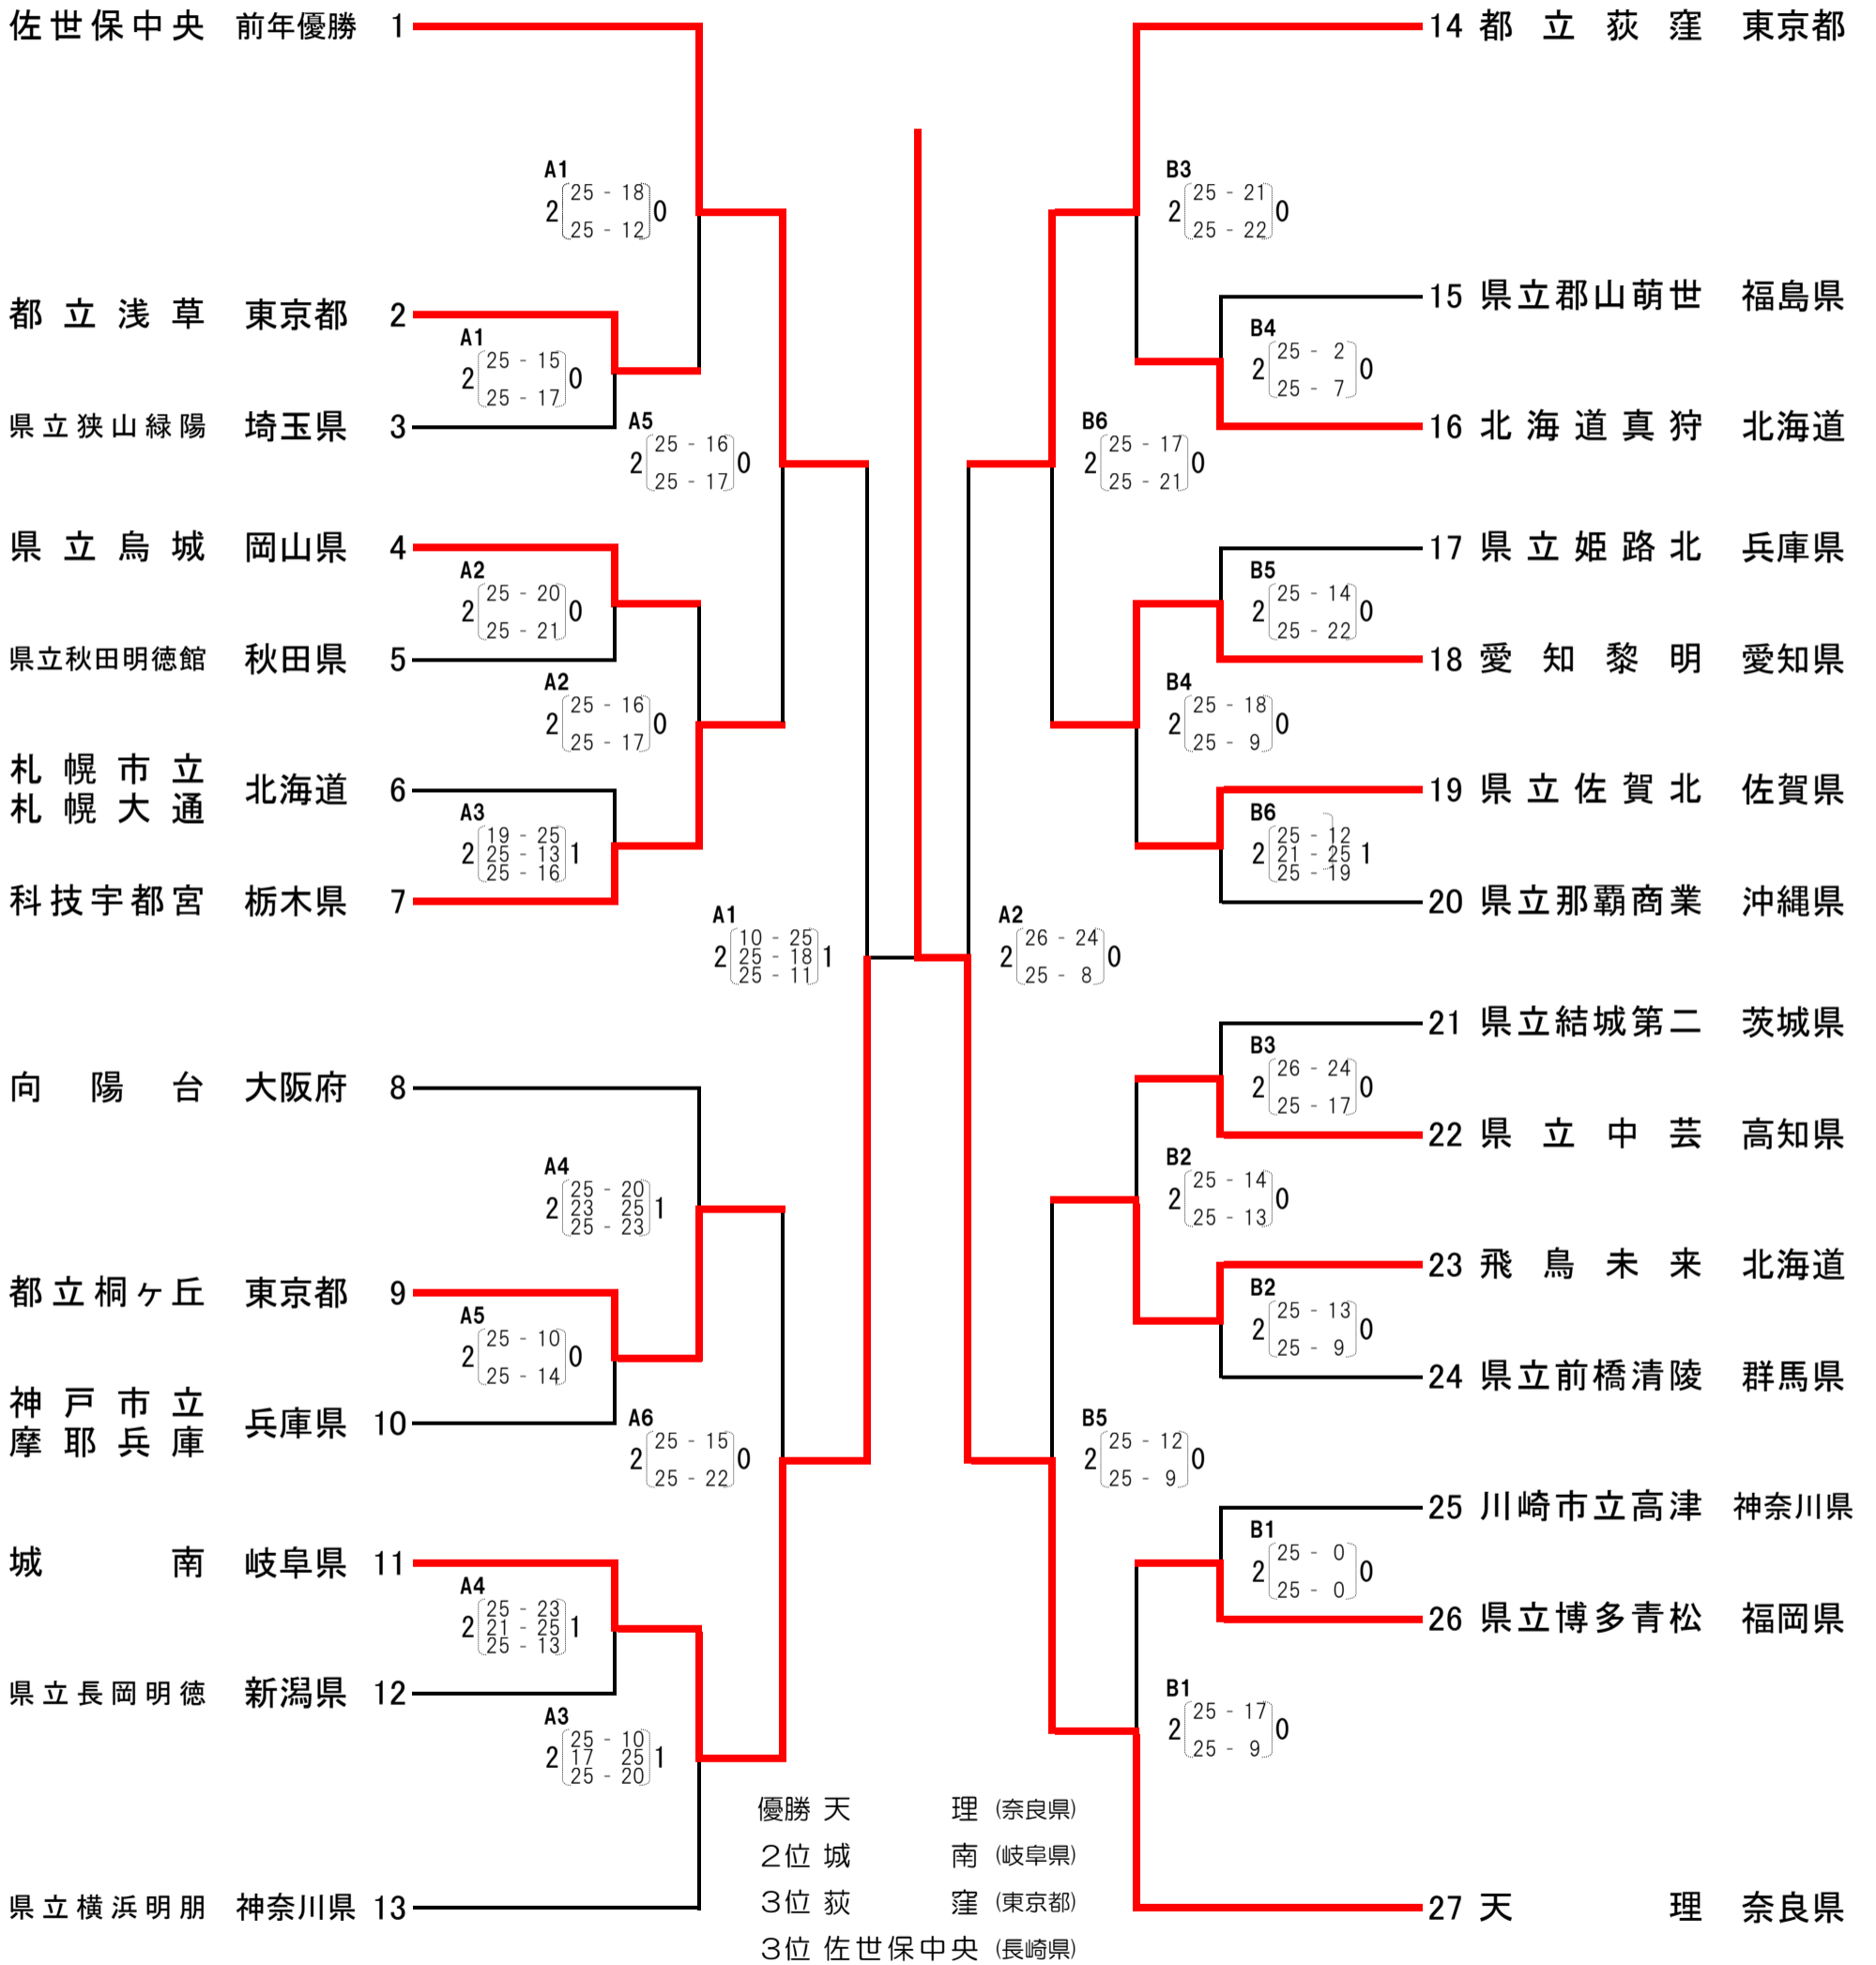 佐世保中央 前年優勝 1
A1
2 25 - 18 0
25 - 12
都立浅草 東京都 2
A1
2 25 - 15 0
25 - 17
県立狭山緑陽 埼玉県 3
A5
2 25 - 16 0
25 - 17
県立烏城 岡山県 4
A2
2 25 - 20 0
25 - 21
県立秋田明徳館 秋田県 5
A2
2 25 - 16 0
25 - 17
札幌市立
札幌大通 北海道 6
A3
19 - 25
2 25 - 13 1
25 - 16
科技宇都宮 栃木県 7
A1
10 - 25
2 25 - 18 1
25 - 11
向陽台 大阪府 8
A4
25 - 20
2 23 25 1
25 - 23
都立桐ヶ丘 東京都 9
A5
2 25 - 10 0
25 - 14
神戸市立
摩耶兵庫 兵庫県 10
A6
2 25 - 15 0
25 - 22
城南 岐阜県 11
A4
25 - 23
2 21 - 25 1
25 - 13
県立長岡明徳 新潟県 12
A3
25 - 10
2 17 25 1
25 - 20
県立横浜明朋 神奈川県 13
14 都立荻窪 東京都
B3
2 25 - 21 0
25 - 22
15 県立郡山萌世 福島県
B4
2 25 - 2 0
25 - 7
16 北海道真狩 北海道
B6
2 25 - 17 0
25 - 21
17 県立姫路北 兵庫県
B5
2 25 - 14 0
25 - 22
18 愛知黎明 愛知県
B4
2 25 - 18 0
25 - 9
19 県立佐賀北 佐賀県
B6
25 - 12
2 21 - 25 1
25 - 19
20 県立那覇商業 沖縄県
A2
2 26 - 24 0
25 - 8
21 県立結城第二 茨城県
B3
2 26 - 24 0
25 - 17
22 県立中芸 高知県
B2
2 25 - 14 0
25 - 13
23 飛鳥未来 北海道
B2
2 25 - 13 0
25 - 9
24 県立前橋清陵 群馬県
B5
2 25 - 12 0
25 - 9
25 川崎市立高津 神奈川県
B1
2 25 - 0 0
25 - 0
26 県立博多青松 福岡県
B1
2 25 - 17 0
25 - 9
27 天理 奈良県
優勝 天理 (奈良県)
2位 城南 (岐阜県)
3位 荻窪 (東京都)
3位 佐世保中央 (長崎県)